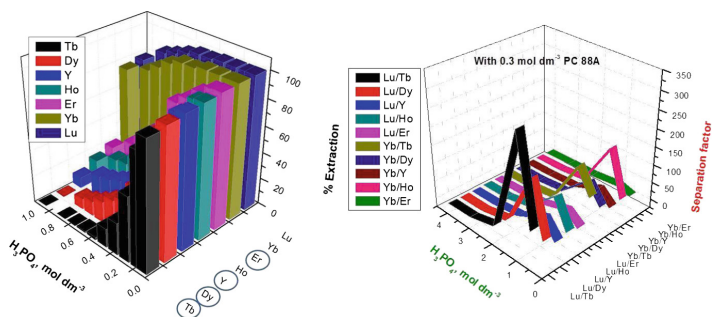 Tb
Dy
Y
Ho
Er
Yb
Lu
100
80
60
40
20
0
% Extraction
1.0
0.8
0.6
0.4
0.2
0.0
H3PO4, mol dm-3
Lu
Yb
Er
Ho
Y
Dy
Tb
With 0.3 mol dm-3 PC 88A
Lu/Tb
Lu/Dy
Lu/Y
Lu/Ho
Lu/Er
Yb/Tb
Yb/Dy
Yb/Y
Yb/Ho
Yb/Er
350
300
250
200
150
100
50
0
Separation factor
4
3
2
1
0
H3PO4, mol dm-3
Yb/Er
Yb/Ho
Yb/Y
Yb/Dy
Yb/Tb
Lu/Er
Lu/Ho
Lu/Y
Lu/Dy
Lu/Tb